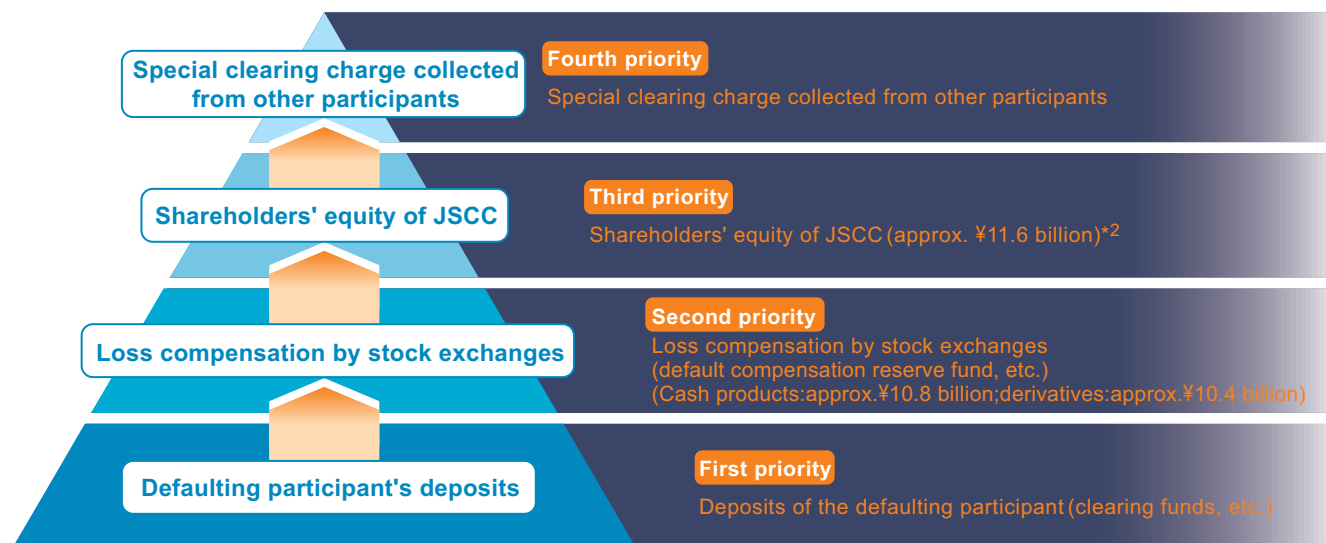 Special clearing charge collected
from other participants
Fourth priority
Special clearing charge collected from other participants
Shareholders' equity of JSCC
Third priority
Shareholders' equity of JSCC (approx. ¥11.6 billion)*2
Loss compensation by stock exchanges
Second priority
Loss compensation by stock exchanges
(default compensation reserve fund, etc.)
(Cash products:approx.¥10.8 billion;derivatives:approx.¥10.4 billion)
Defaulting participant's deposits
First priority
Deposits of the defaulting participant (clearing funds, etc.)